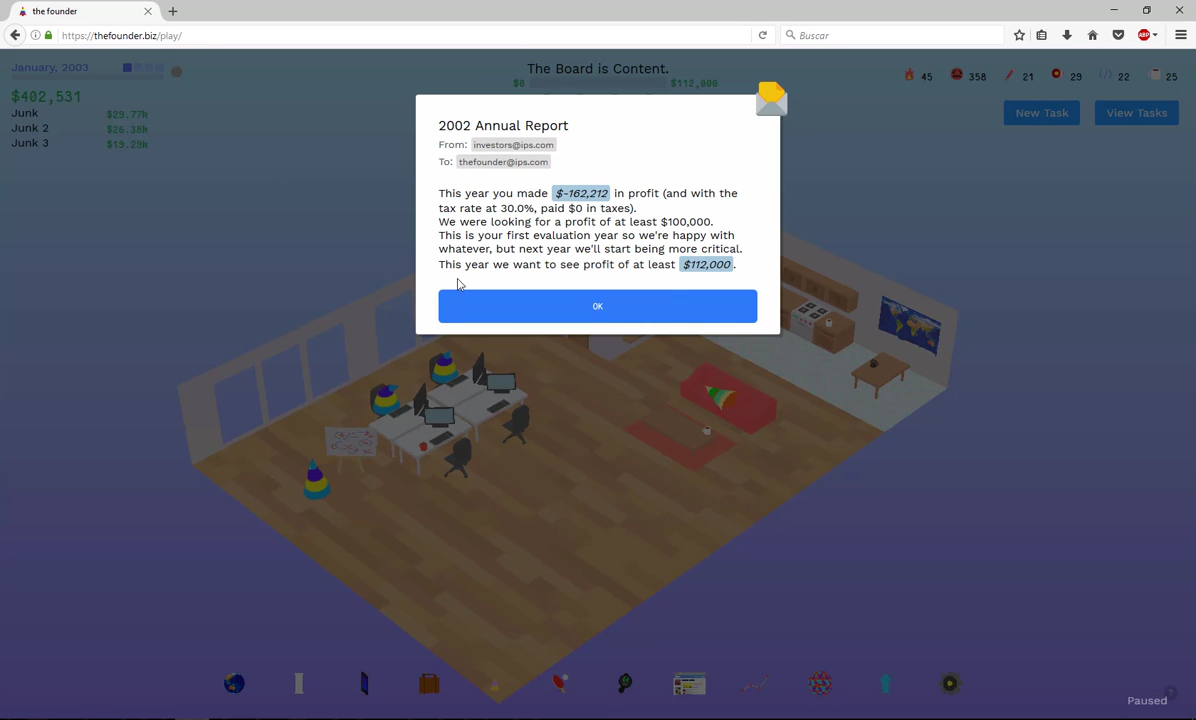 the founder
https://thefounder.biz/play/
Buscar
January, 2003
The Board is Content.
$0 $112,000
45 358 21 29 22 25
$402,531
Junk $29.77k
Junk 2 $26.38k
Junk 3 $19.29k
New Task
View Tasks
2002 Annual Report
From: investors@ips.com
To: thefounder@ips.com
This year you made $-162,212 in profit (and with the
tax rate at 30.0%, paid $0 in taxes).
We were looking for a profit of at least $100,000.
This is your first evaluation year so we're happy with
whatever, but next year we'll start being more critical.
This year we want to see profit of at least $112,000.
OK
Paused
?